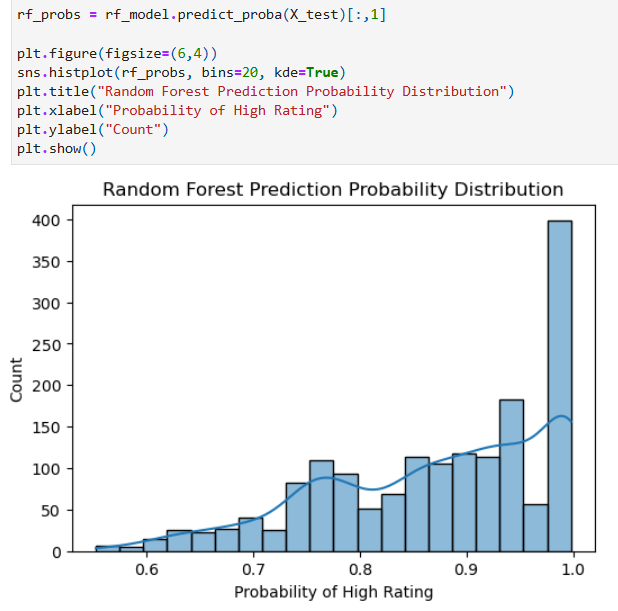 rf_probs = rf_model.predict_proba(X_test)[:,1]
plt.figure(figsize=(6,4))
sns.histplot(rf_probs, bins=20, kde=True)
plt.title("Random Forest Prediction Probability Distribution")
plt.xlabel("Probability of High Rating")
plt.ylabel("Count")
plt.show()
Random Forest Prediction Probability Distribution
400
350
300
250
200
150
100
50
0
Count
0.6 0.7 0.8 0.9 1.0
Probability of High Rating